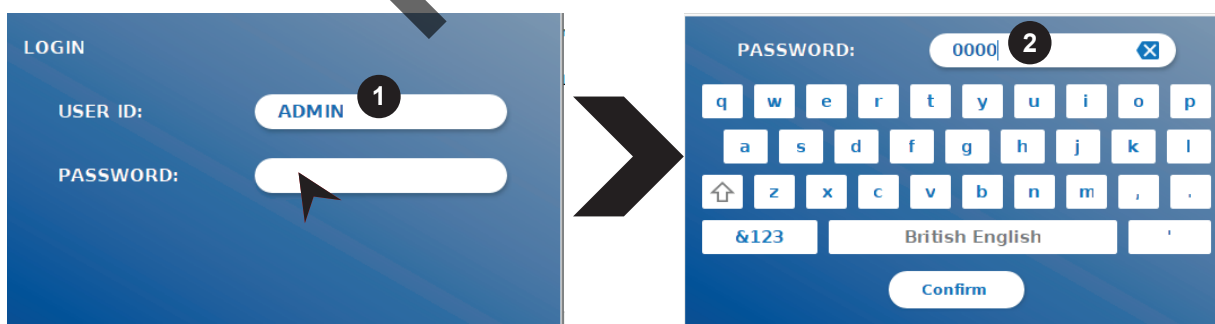 LOGIN
USER ID: ADMIN 1
PASSWORD:
PASSWORD: 0000 2
q w e r t y u i o p
a s d f g h j k l
z x c v b n m , .
&123 British English '
Confirm